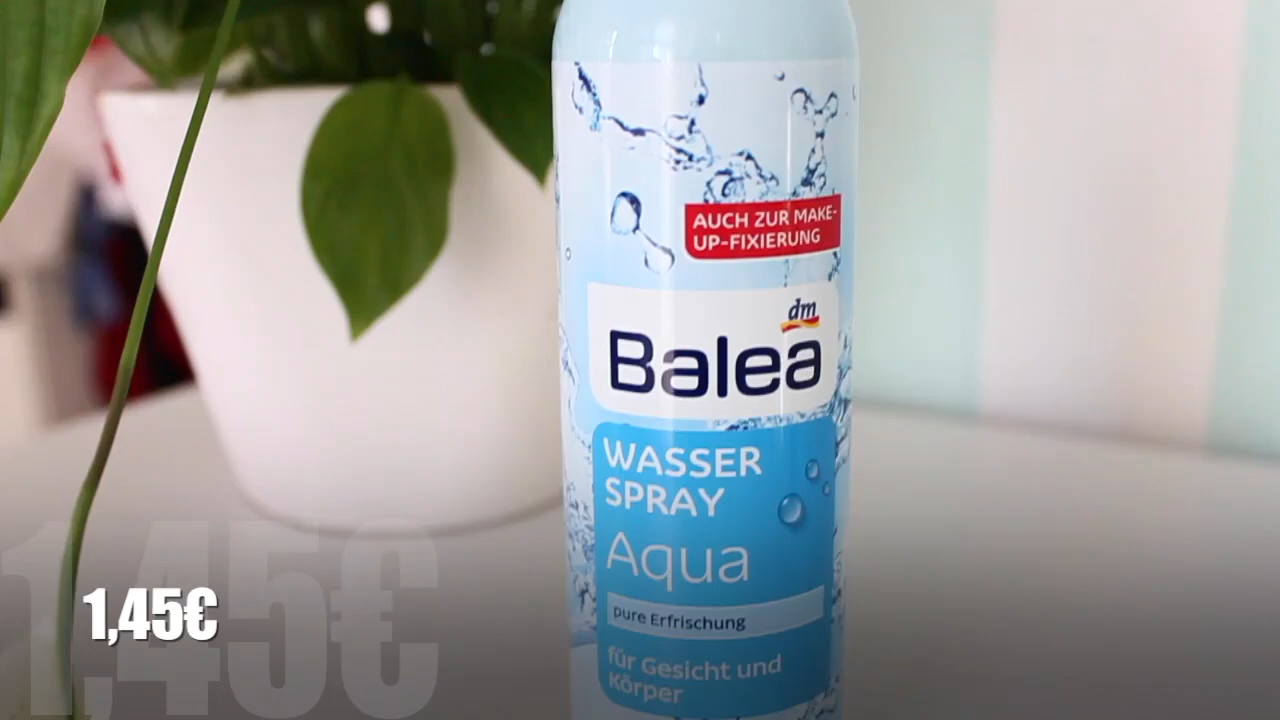 AUCH ZUR MAKE-
UP-FIXIERUNG
dm
Balea
WASSER
SPRAY
Aqua
pure Erfrischung
für Gesicht und
Körper
1,45€
1,45€